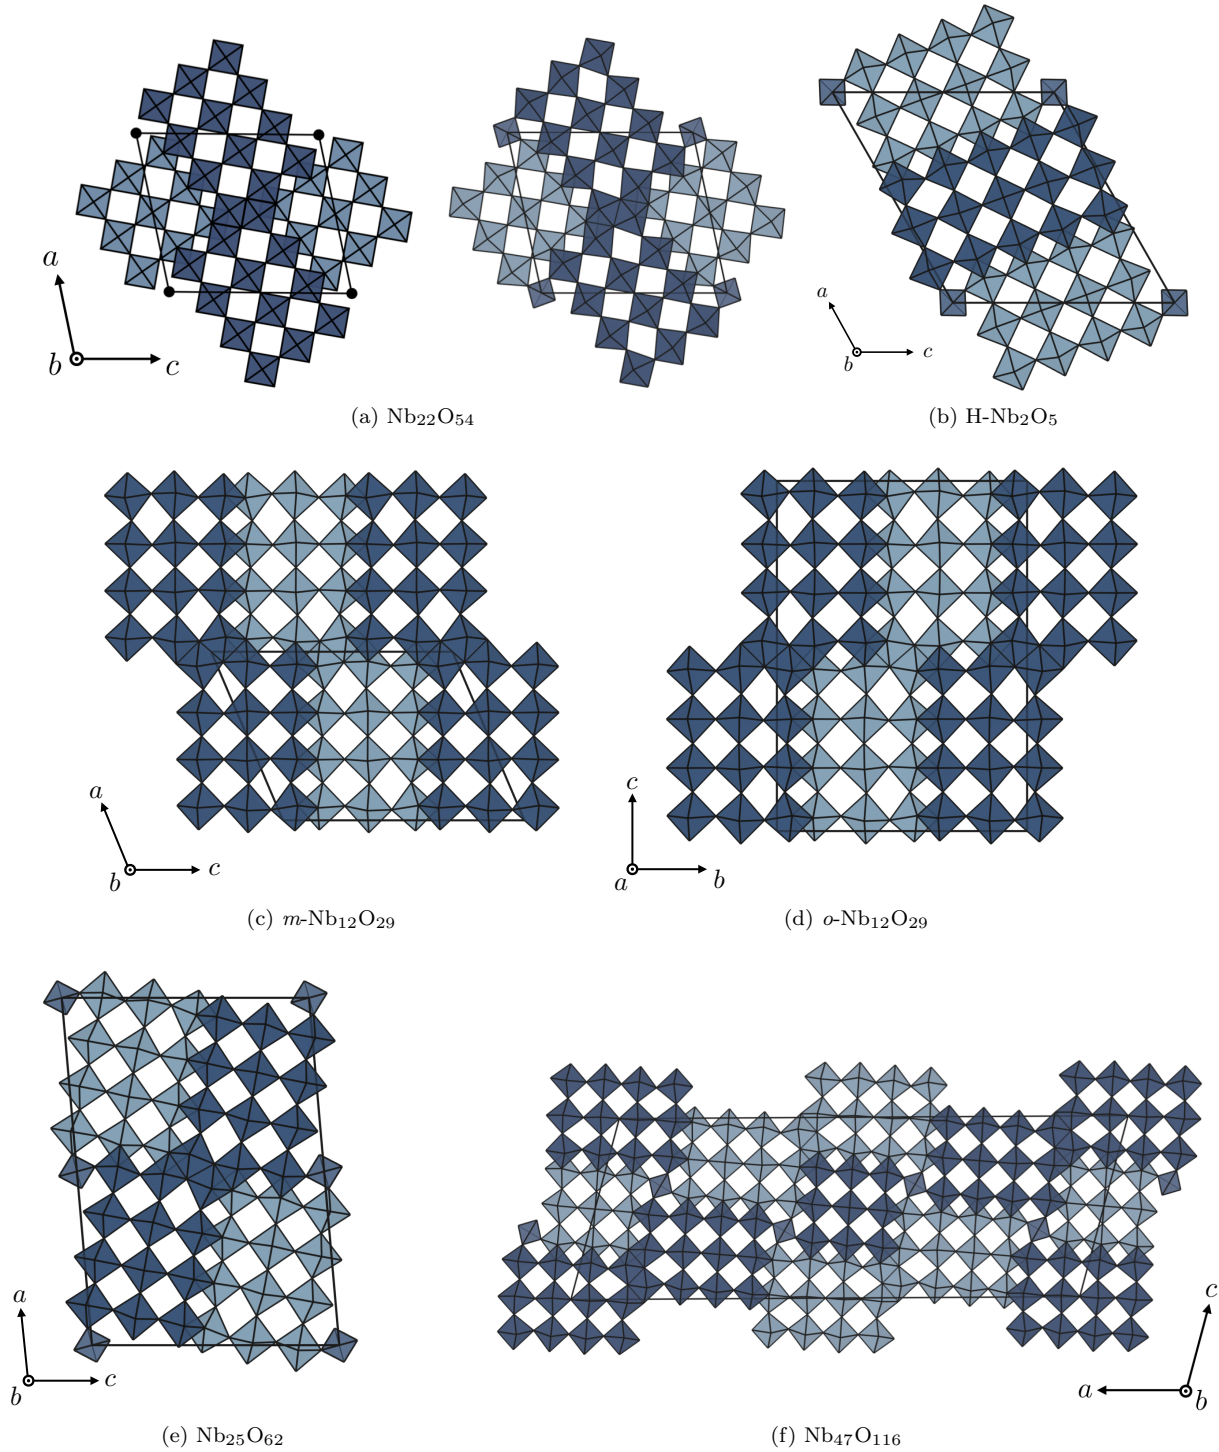 a
b
c
(a) Nb₂₂O₅₄
a
b
c
(b) H-Nb₂O₅
a
b
c
(c) m-Nb₁₂O₂₉
c
a
b
(d) o-Nb₁₂O₂₉
a
b
c
(e) Nb₂₅O₆₂
c
a
b
(f) Nb₄₇O₁₁₆